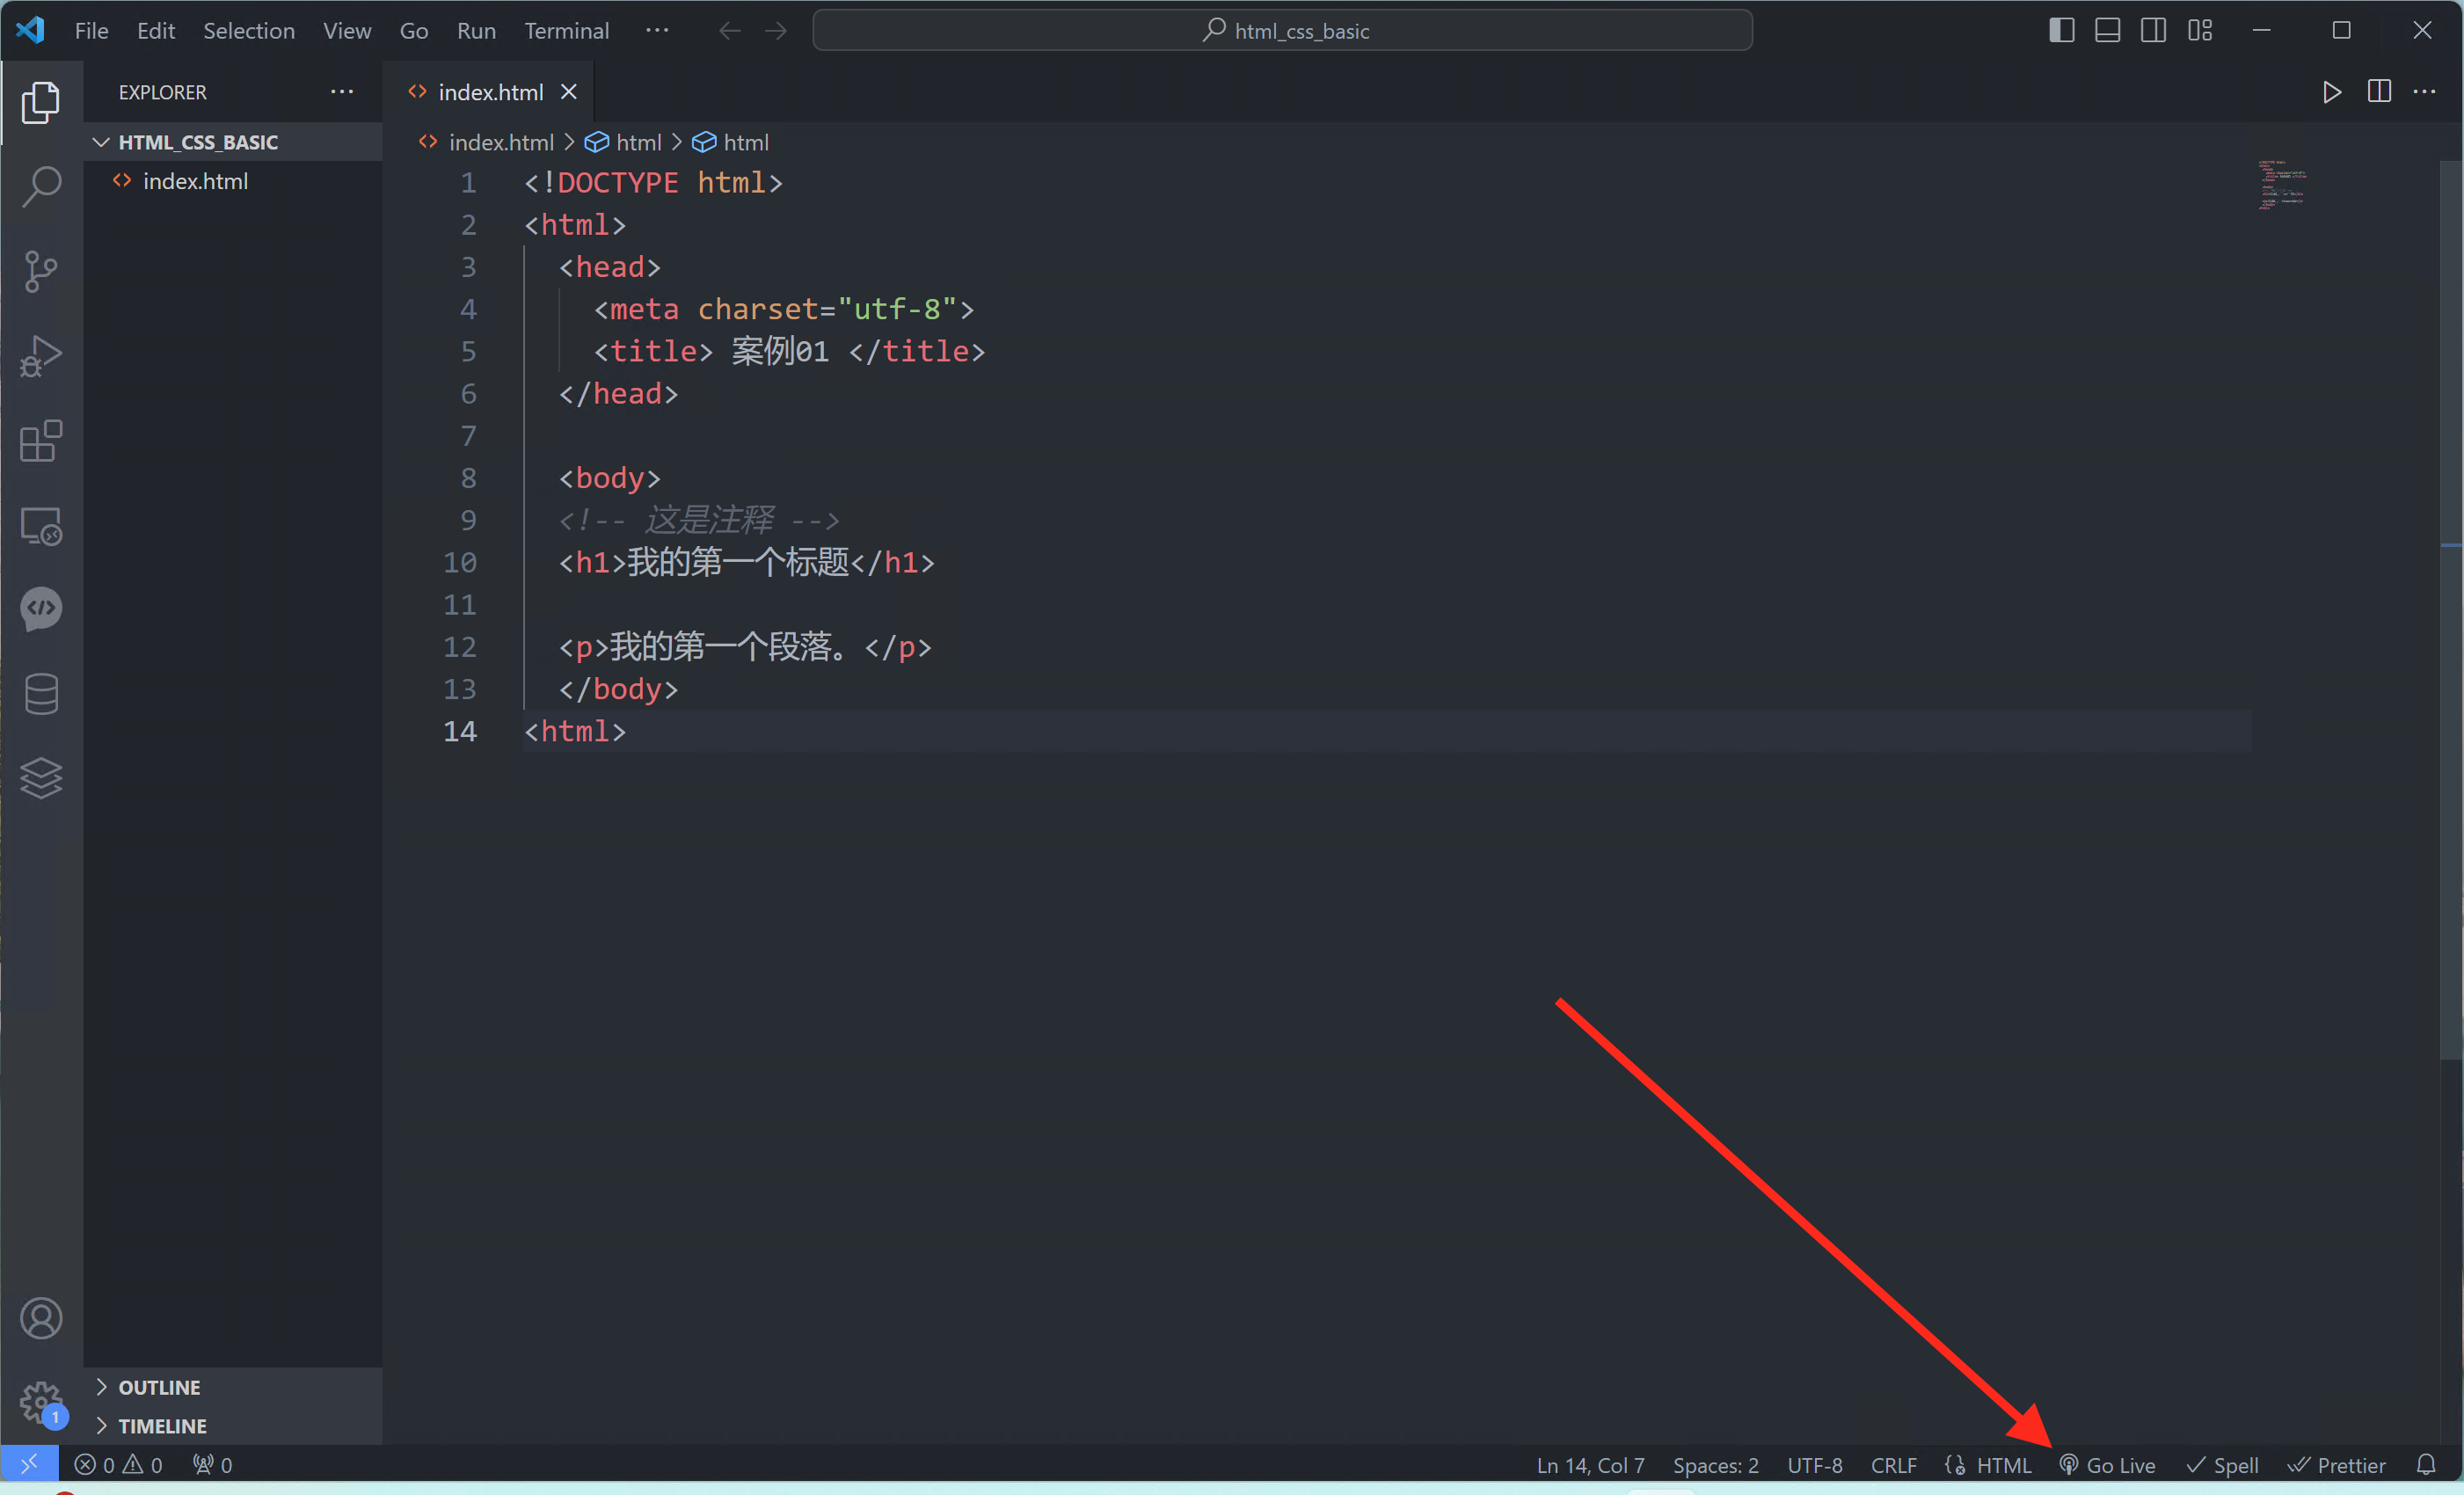 File Edit Selection View Go Run Terminal ··· html_css_basic
EXPLORER ···
index.html
HTML_CSS_BASIC
index.html
index.html > html > html
1 <!DOCTYPE html>
2 <html>
3 <head>
4 <meta charset="utf-8">
5 <title> 案例01 </title>
6 </head>
7
8 <body>
9 <!-- 这是注释 -->
10 <h1>我的第一个标题</h1>
11
12 <p>我的第一个段落。</p>
13 </body>
14 <html>
OUTLINE
1
TIMELINE
0 0 0 Ln 14, Col 7 Spaces: 2 UTF-8 CRLF HTML Go Live Spell Prettier